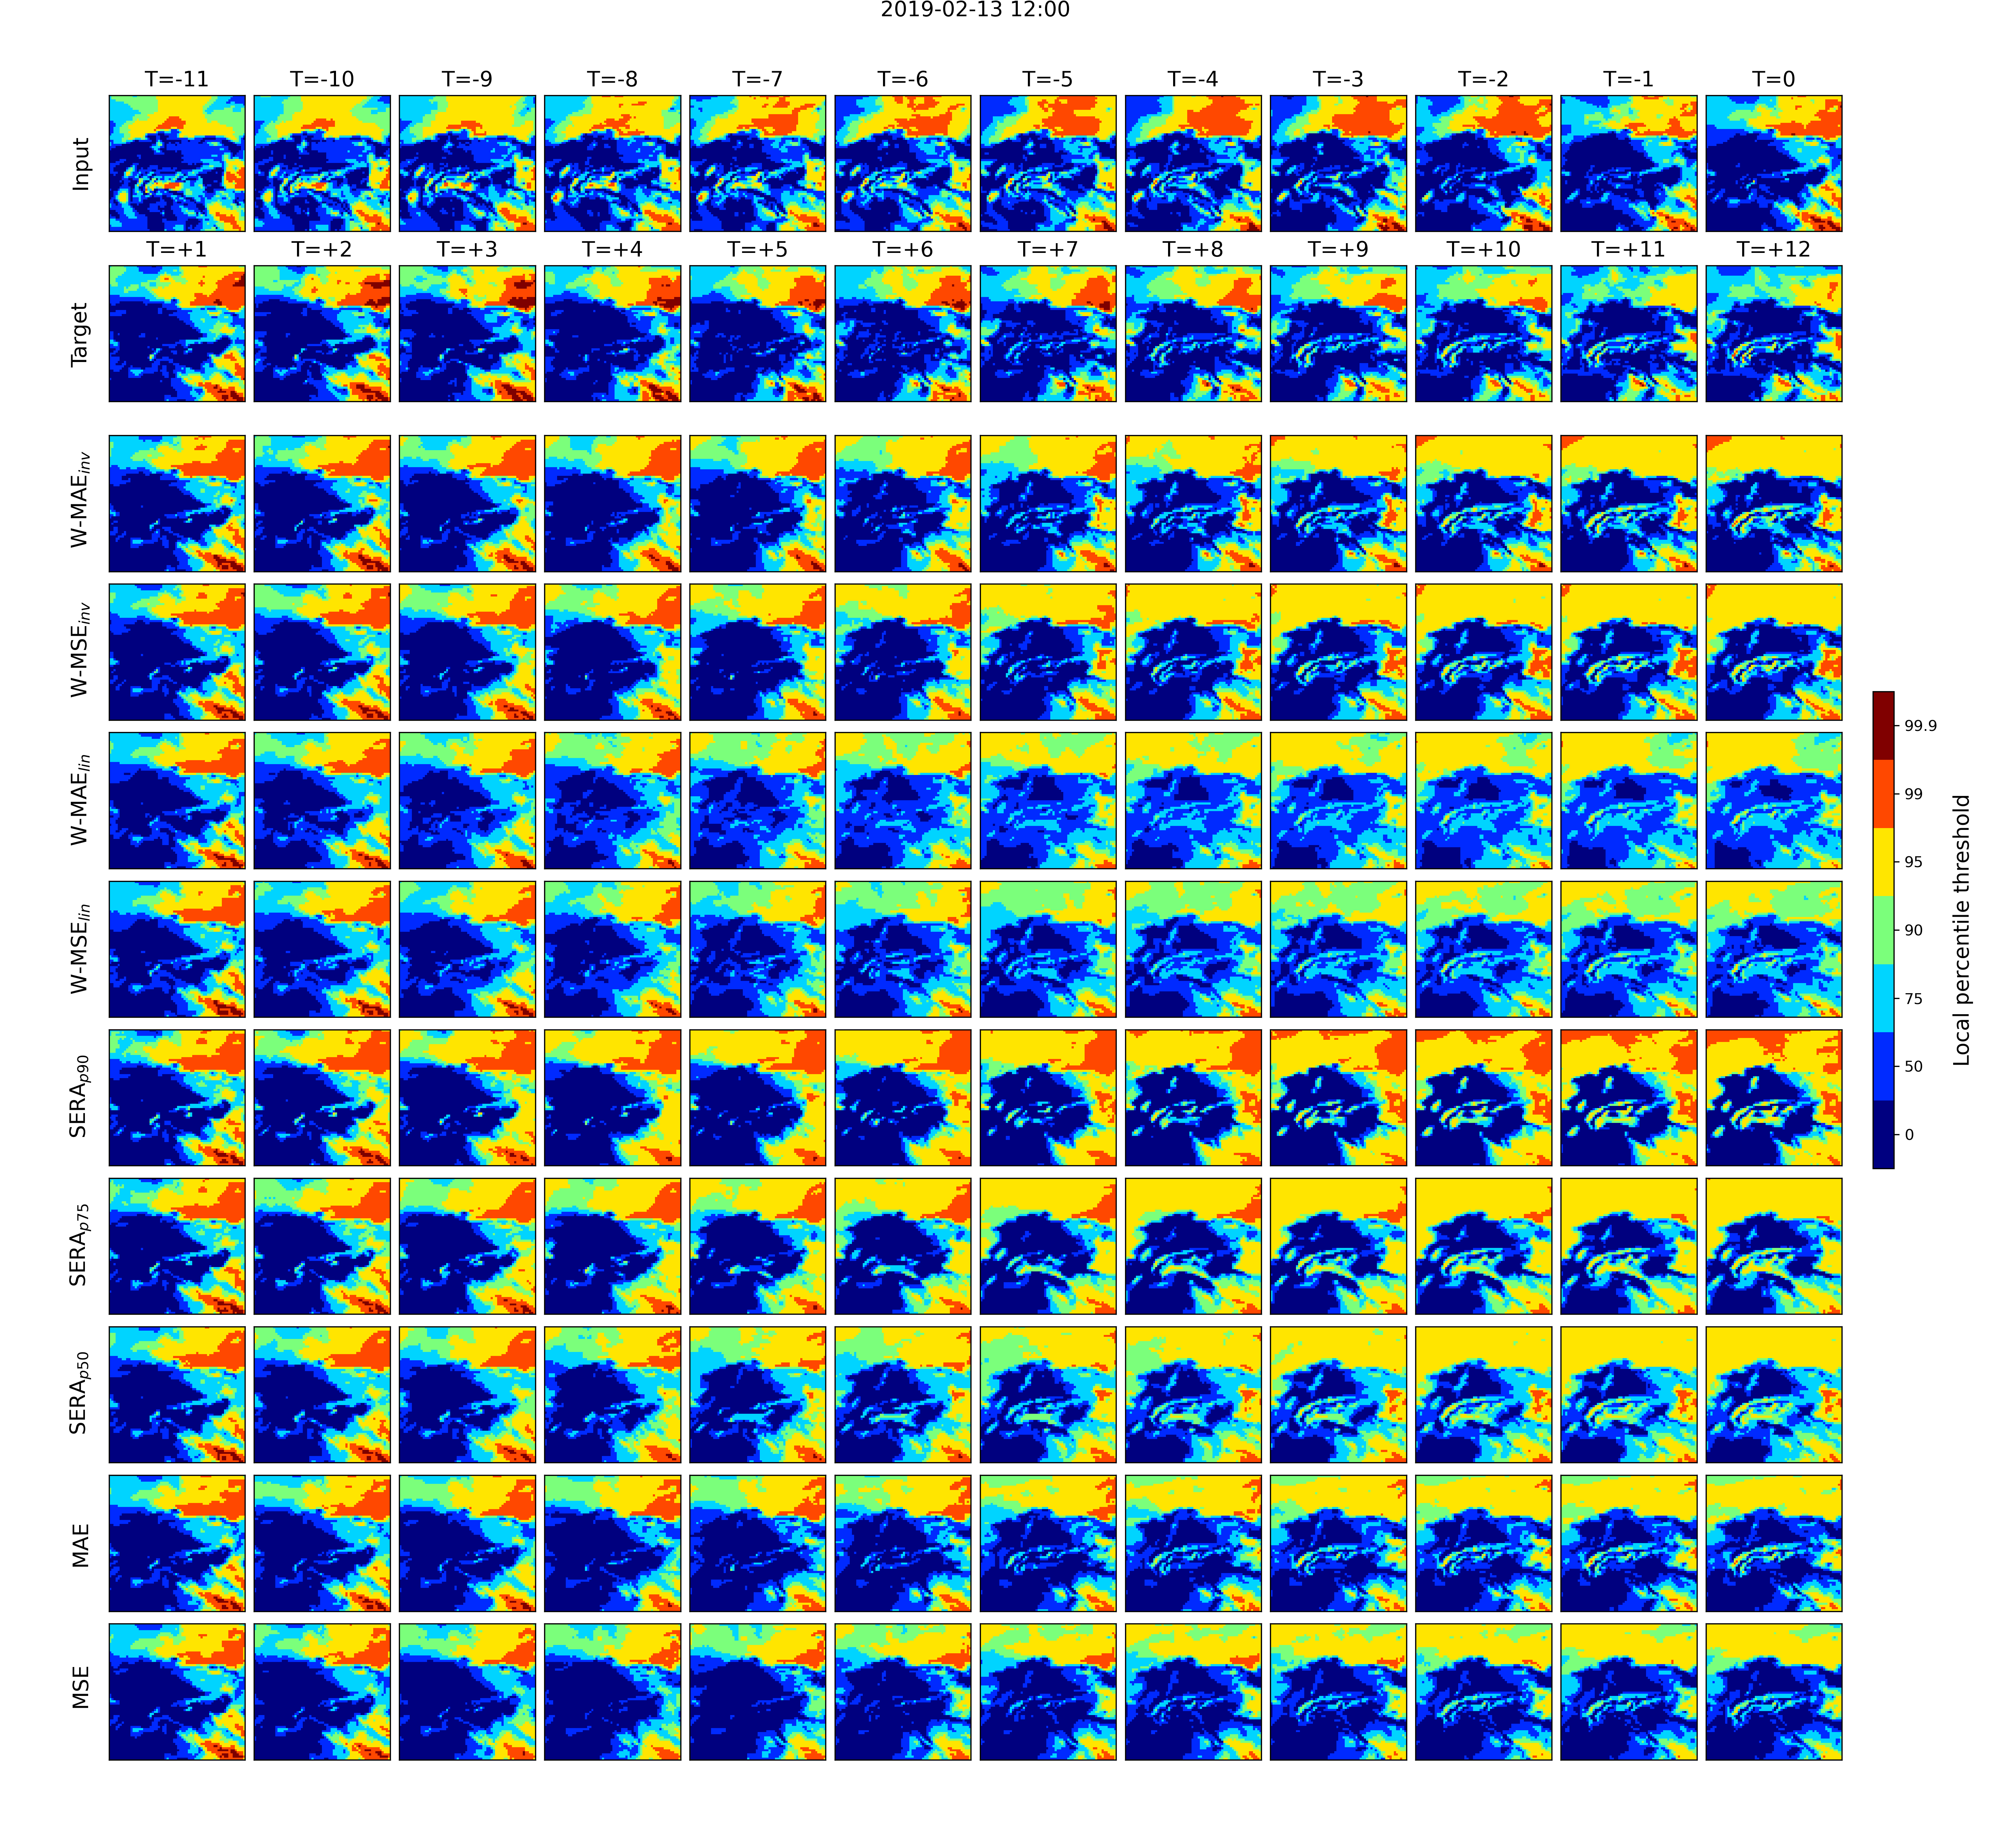 2019-02-13 12:00
T=-11 T=-10 T=-9 T=-8 T=-7 T=-6 T=-5 T=-4 T=-3 T=-2 T=-1 T=0
Input
T=+1 T=+2 T=+3 T=+4 T=+5 T=+6 T=+7 T=+8 T=+9 T=+10 T=+11 T=+12
Target
W-MAEinv
W-MSEinv
W-MAElin
W-MSElin
SERAp90
SERAp75
SERAp50
MAE
MSE
99.9
99
95
90
75
50
0
Local percentile threshold